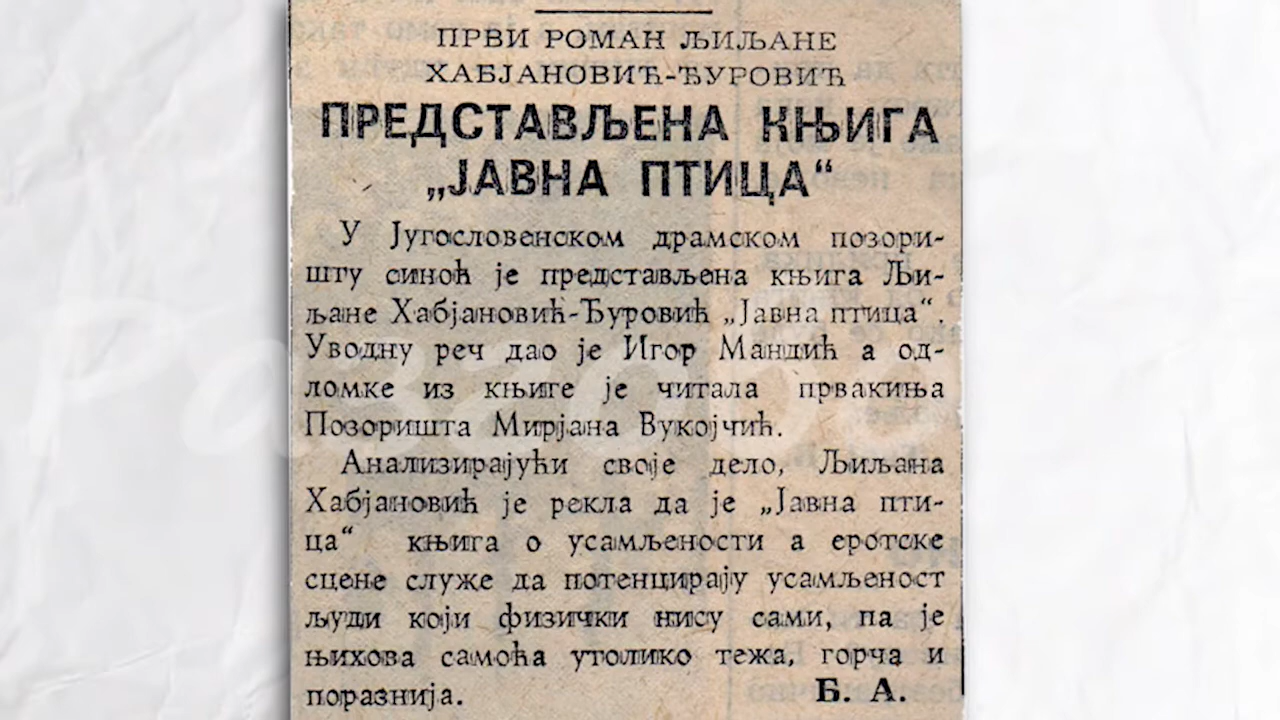 ПРВИ РОМАН ЉИЉАНЕ
ХАБЈАНОВИЋ-ЂУРОВИЋ
ПРЕДСТАВЉЕНА КЊИГА
„ЈАВНА ПТИЦА“
У Југословенском драмском позори-
шту синоћ је представљена књига Љи-
љане Хабјановић-Ђуровић „Јавна птица“.
Уводну реч дао је Игор Мандић а од-
ломке из књиге је читала првакиња
Позоришта Мирјана Вукојчић.
Анализирајући своје дело, Љиљана
Хабјановић је рекла да је „Јавна пти-
ца“ књига о усамљености а еротске
сцене служе да потенцирају усамљеност
људи који физички нису сами, па је
њихова самоћа утолико тежа, горча и
поразнија.
Б. А.